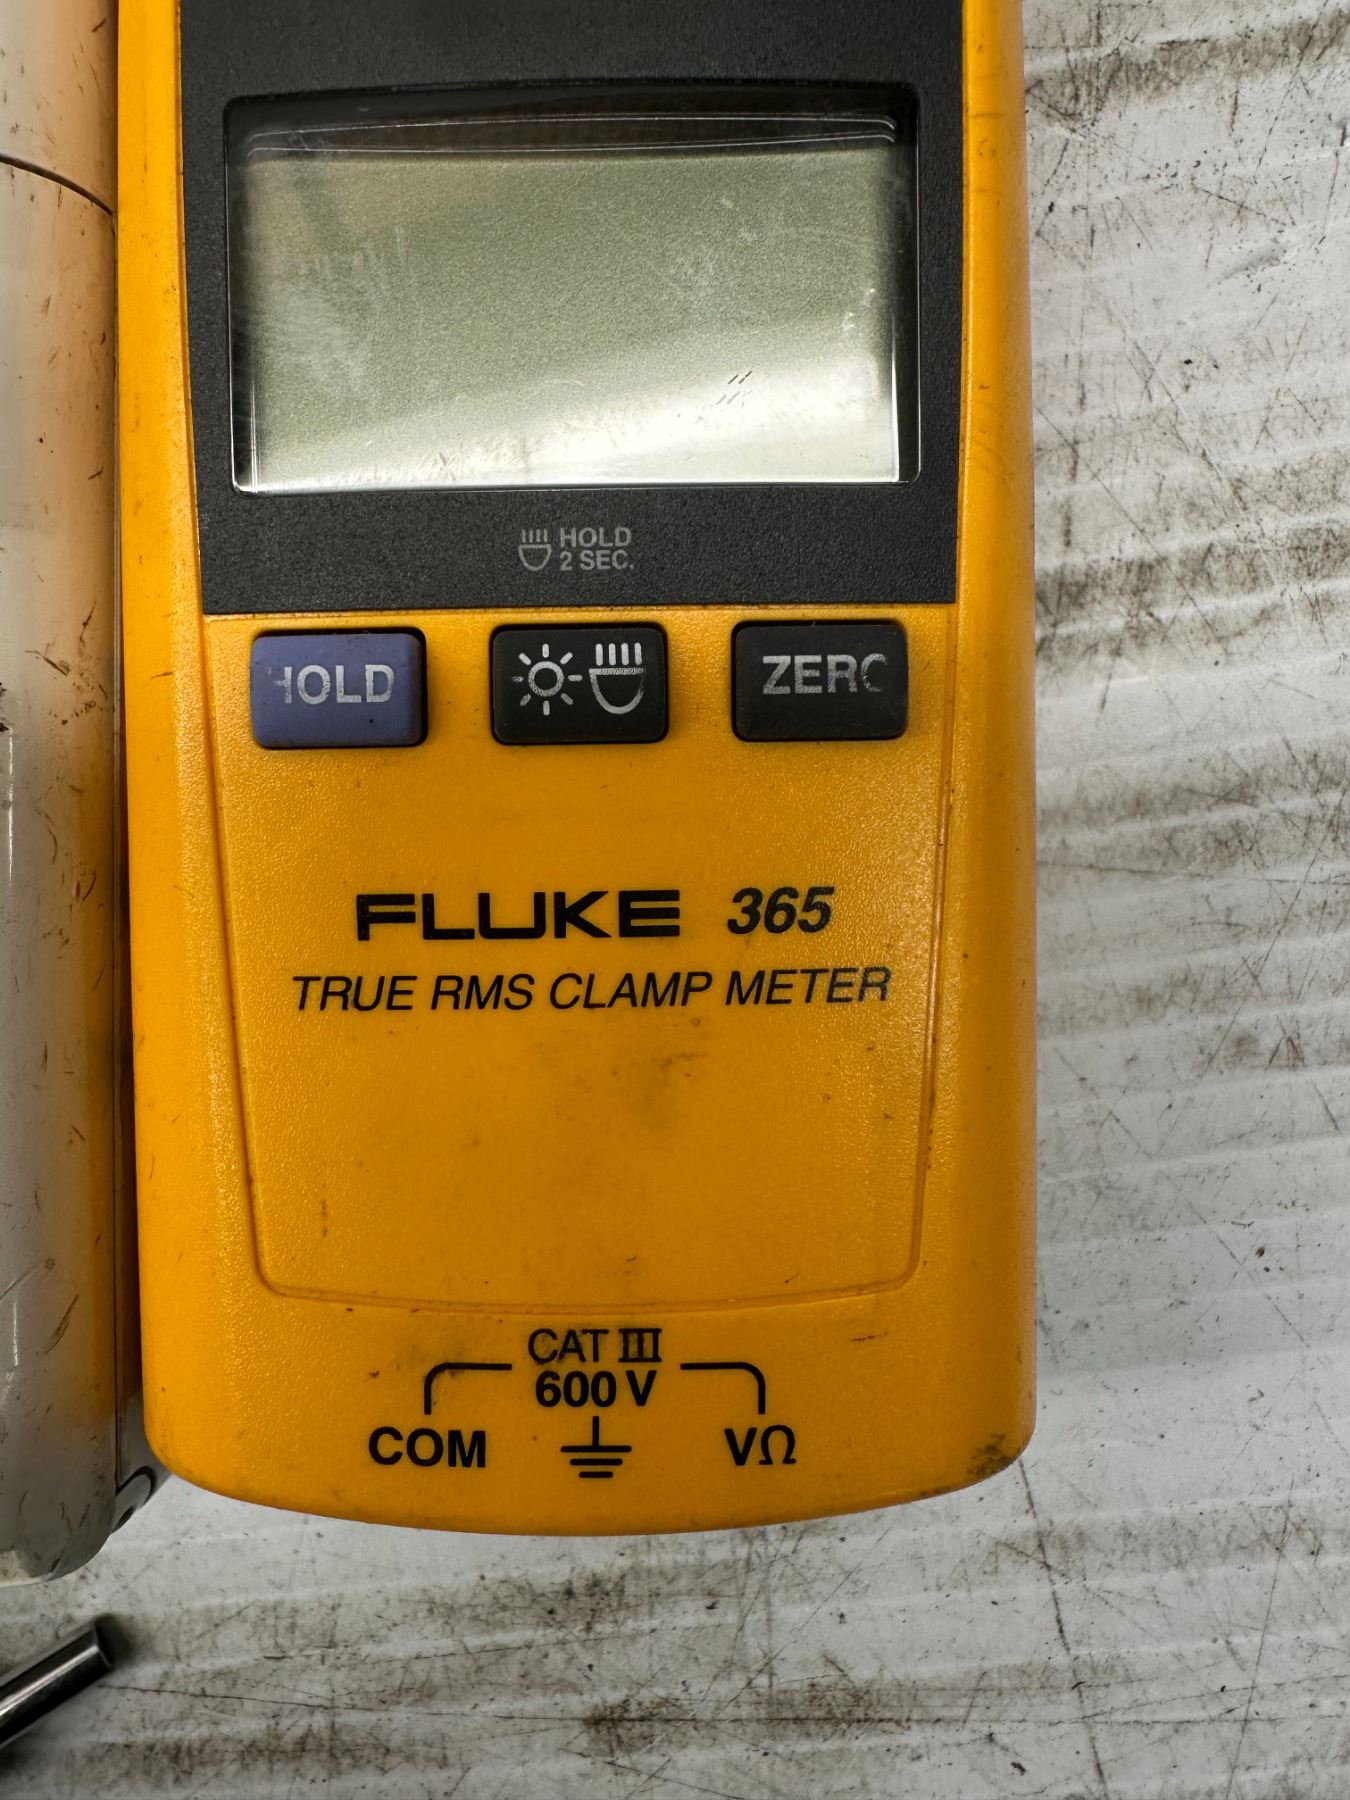 HOLD
2 SEC.
HOLD
ZERO
FLUKE 365
TRUE RMS CLAMP METER
CAT III
600 V
COM
VΩ